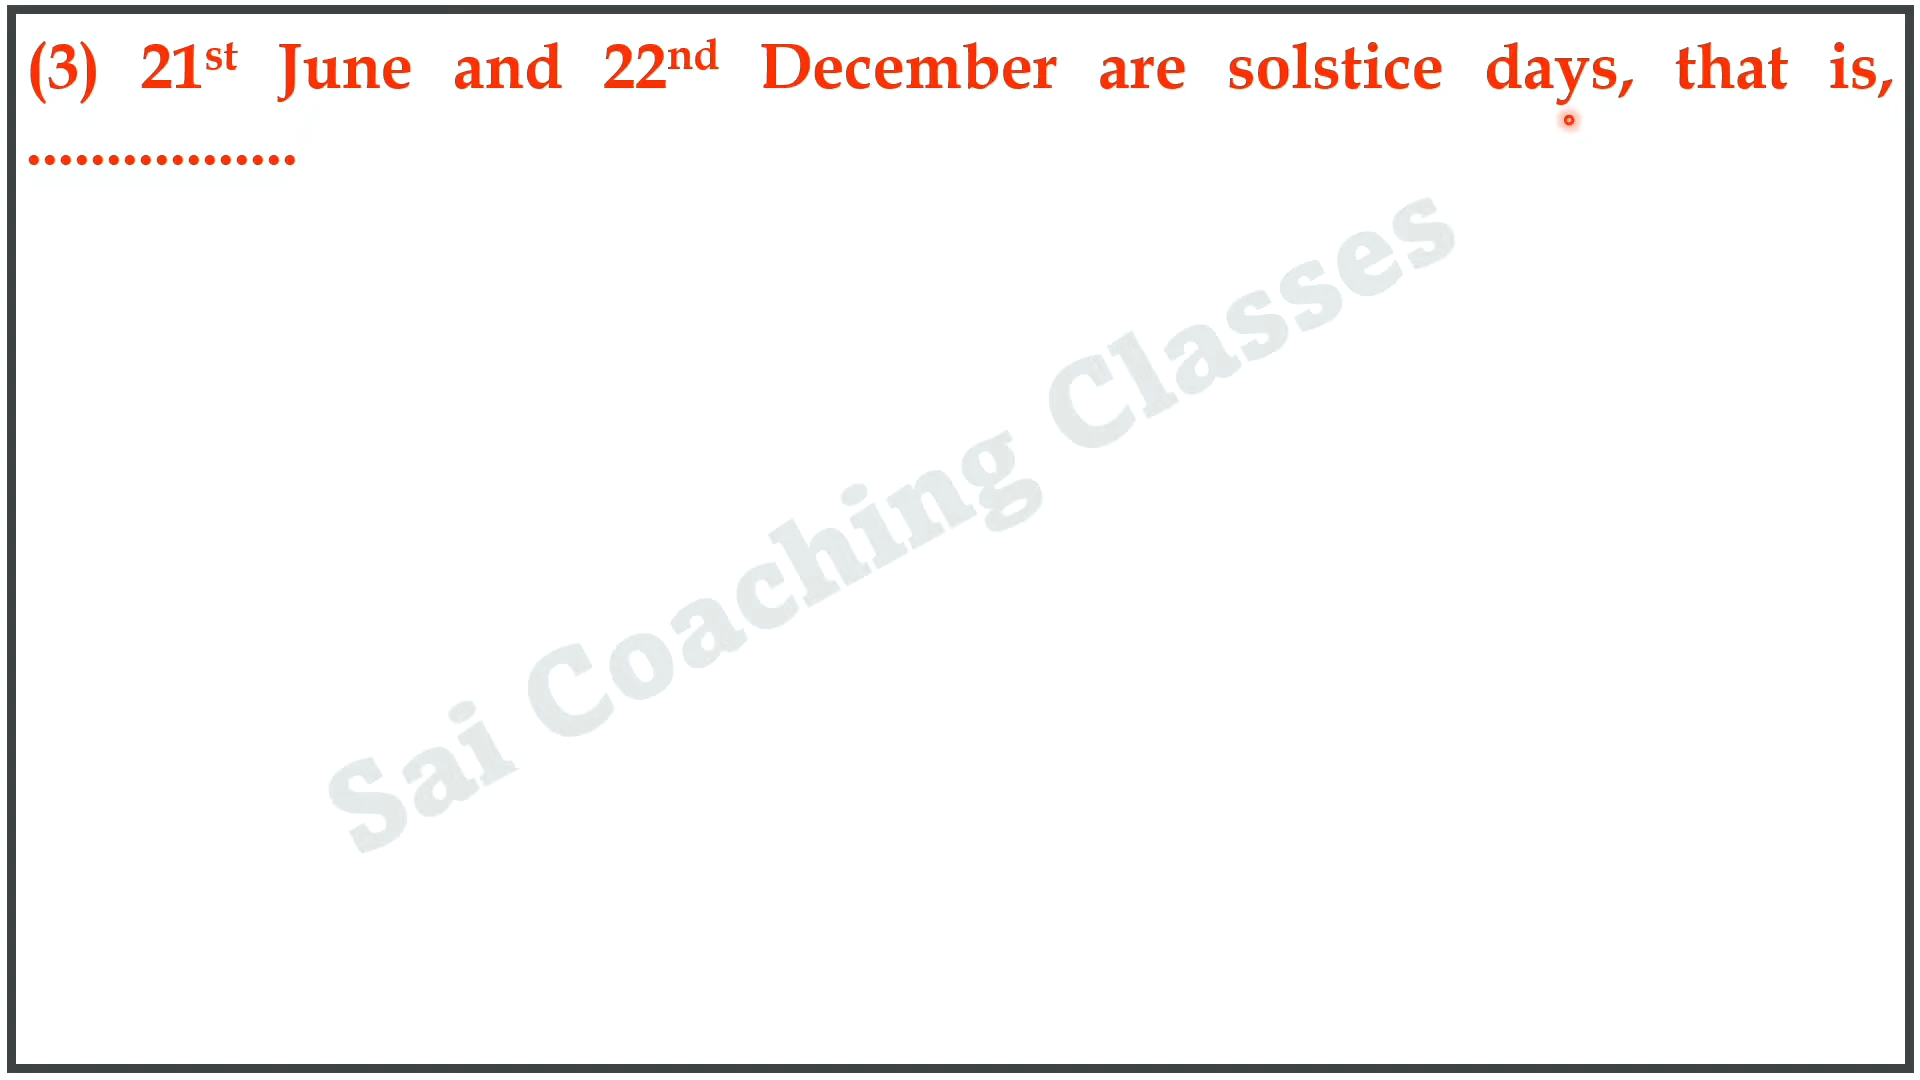 (3) 21st June and 22nd December are solstice days, that is,
.................
Sai Coaching Classes